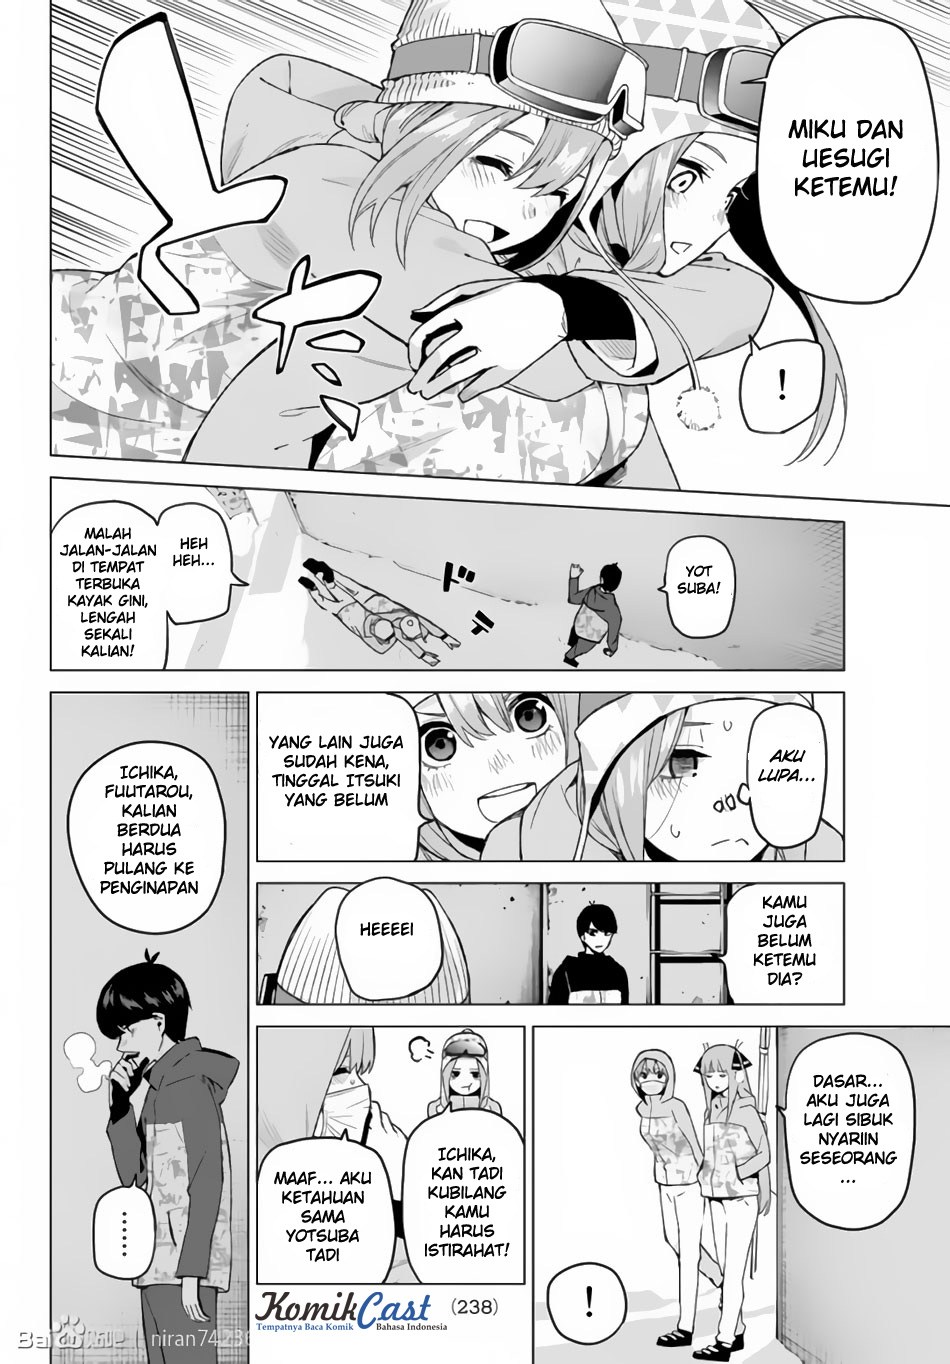 MIKU DAN
UESUGI
KETEMU!
!
YOT
SUBA!
HEH
HEH...
MALAH
JALAN-JALAN
DI TEMPAT
TERBUKA
KAYAK GINI,
LENGAH
SEKALI
KALIAN!
AKU
LUPA...
YANG LAIN JUGA
SUDAH KENA,
TINGGAL ITSUKI
YANG BELUM
KAMU
JUGA
BELUM
KETEMU
DIA?
HEEEEI
DASAR...
AKU JUGA
LAGI SIBUK
NYARIIN
SESEORANG
...
!
ICHIKA,
KAN TADI
KUBILANG
KAMU
HARUS
ISTIRAHAT!
MAAF... AKU
KETAHUAN
SAMA
YOTSUBA
TADI
ICHIKA,
FUUTAROU,
KALIAN
BERDUA
HARUS
PULANG KE
PENGINAPAN
......
KomikCast
Tempatnya Baca Komik Bahasa Indonesia
(238)